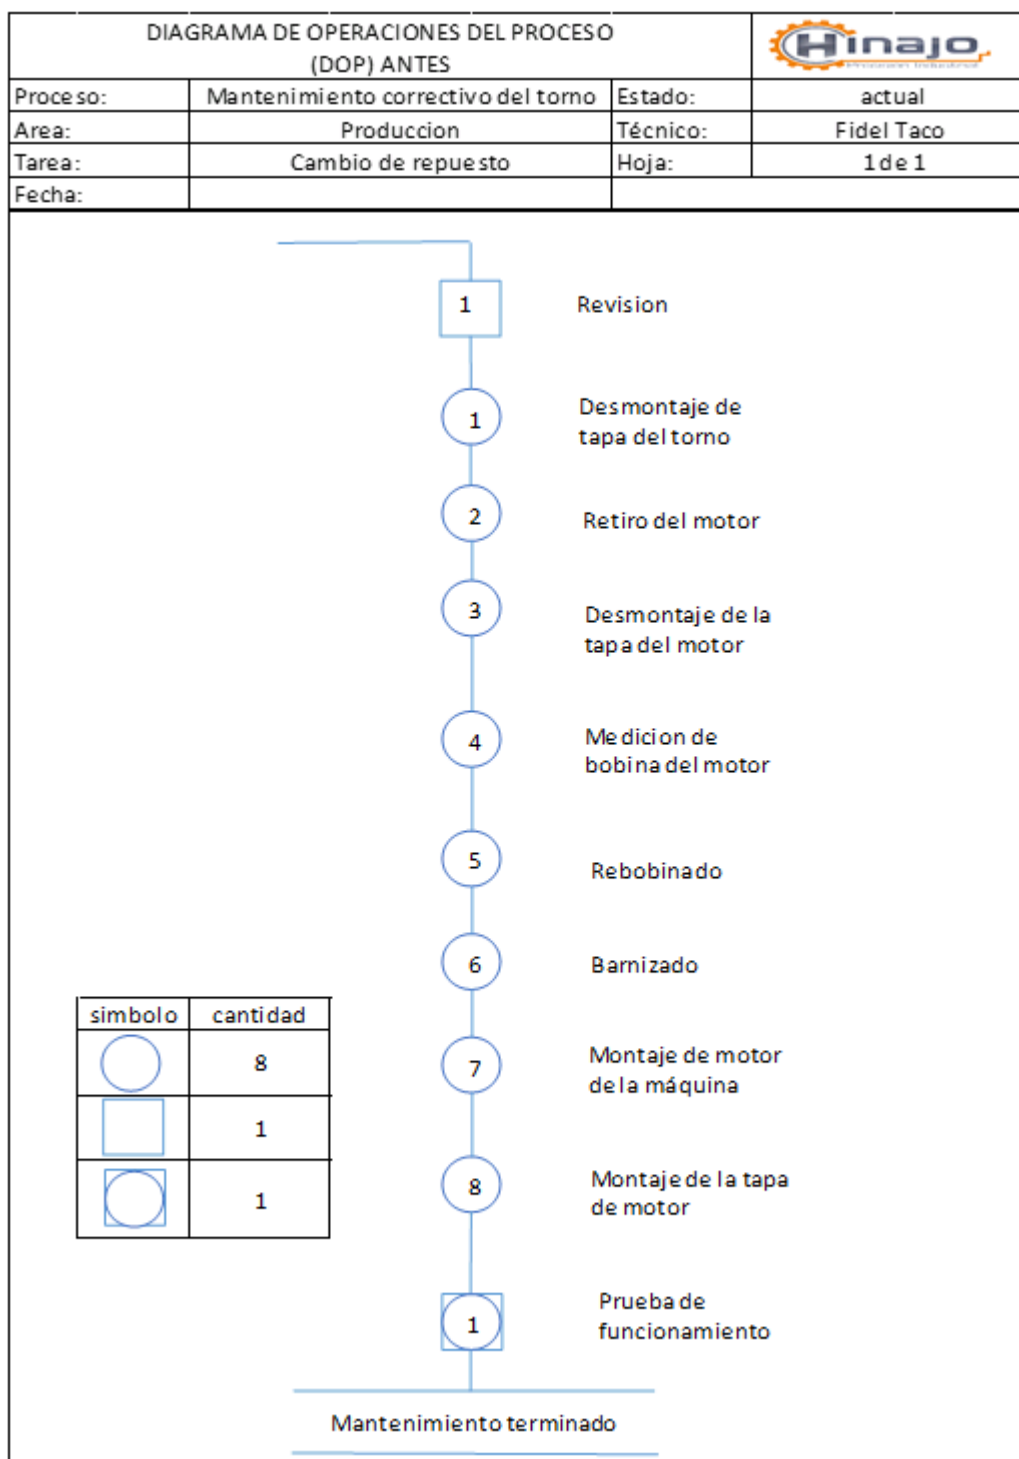 DIAGRAMA DE OPERACIONES DEL PROCESO
(DOP) ANTES
Hinajo
Proceso: Mantenimiento correctivo del torno Estado: actual
Area: Produccion Técnico: Fidel Taco
Tarea: Cambio de repuesto Hoja: 1 de 1
Fecha:
1 Revision
1 Desmontaje de
tapa del torno
2 Retiro del motor
3 Desmontaje de la
tapa del motor
4 Medicion de
bobina del motor
5 Rebobinado
6 Barnizado
simbolo cantidad
8
1
1
7 Montaje de motor
de la máquina
8 Montaje de la tapa
de motor
1 Prueba de
funcionamiento
Mantenimiento terminado